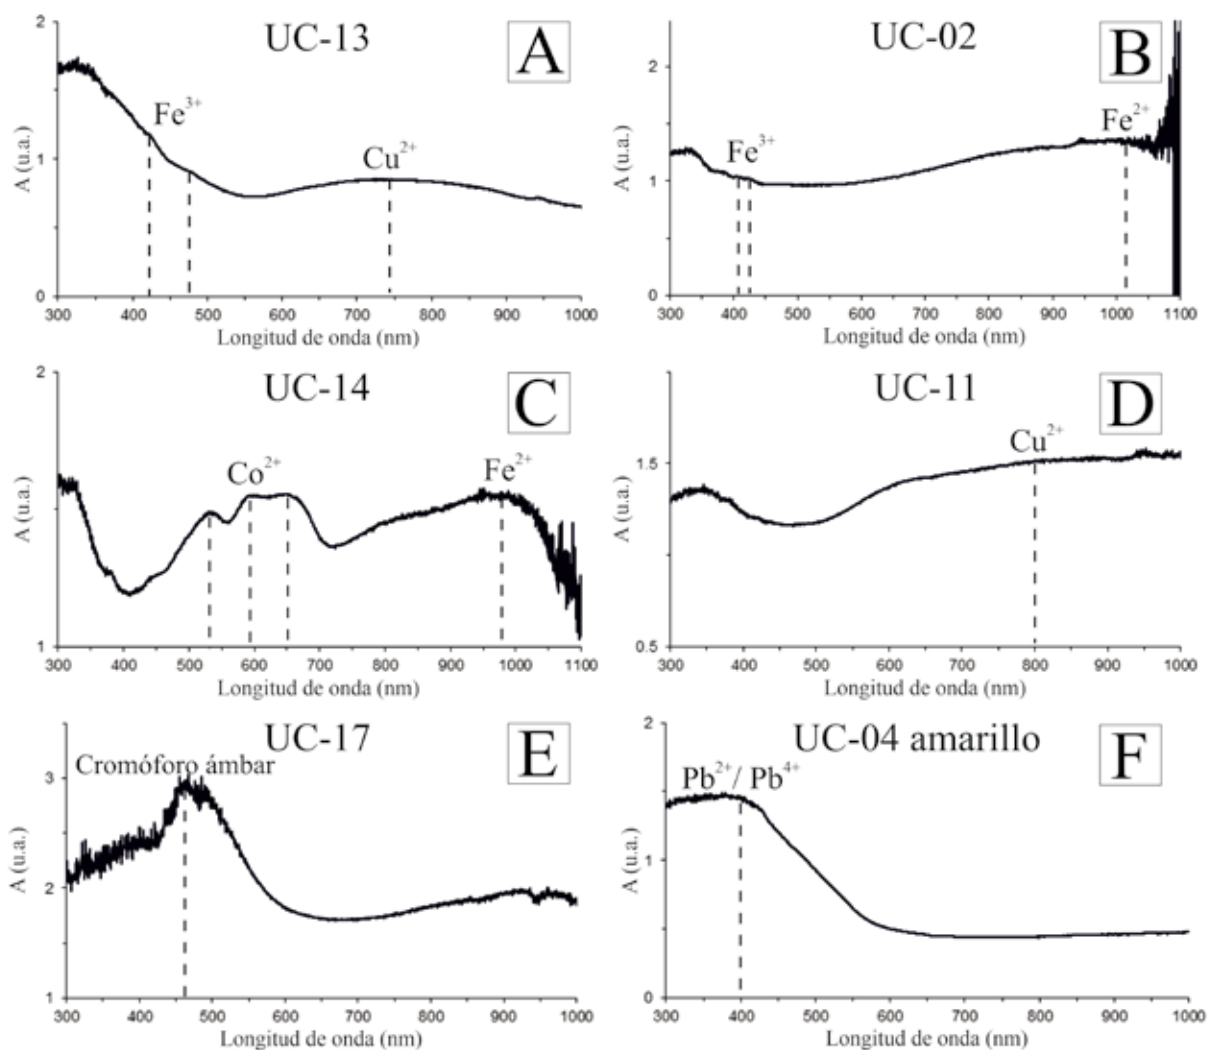 UC-13
A
2
1
0
A (u.a.)
Fe³⁺
Cu²⁺
300 400 500 600 700 800 900 1000
Longitud de onda (nm)
UC-02
B
2
1
0
A (u.a.)
Fe³⁺
Fe²⁺
300 400 500 600 700 800 900 1000 1100
Longitud de onda (nm)
UC-14
C
2
1
A (u.a.)
Co²⁺
Fe²⁺
300 400 500 600 700 800 900 1000 1100
Longitud de onda (nm)
UC-11
D
1.5
0.5
A (u.a.)
Cu²⁺
300 400 500 600 700 800 900 1000
Longitud de onda (nm)
UC-17
E
Cromóforo ámbar
3
2
1
A (u.a.)
300 400 500 600 700 800 900 1000
Longitud de onda (nm)
UC-04 amarillo
F
Pb²⁺/ Pb⁴⁺
2
1
0
A (u.a.)
300 400 500 600 700 800 900 1000
Longitud de onda (nm)